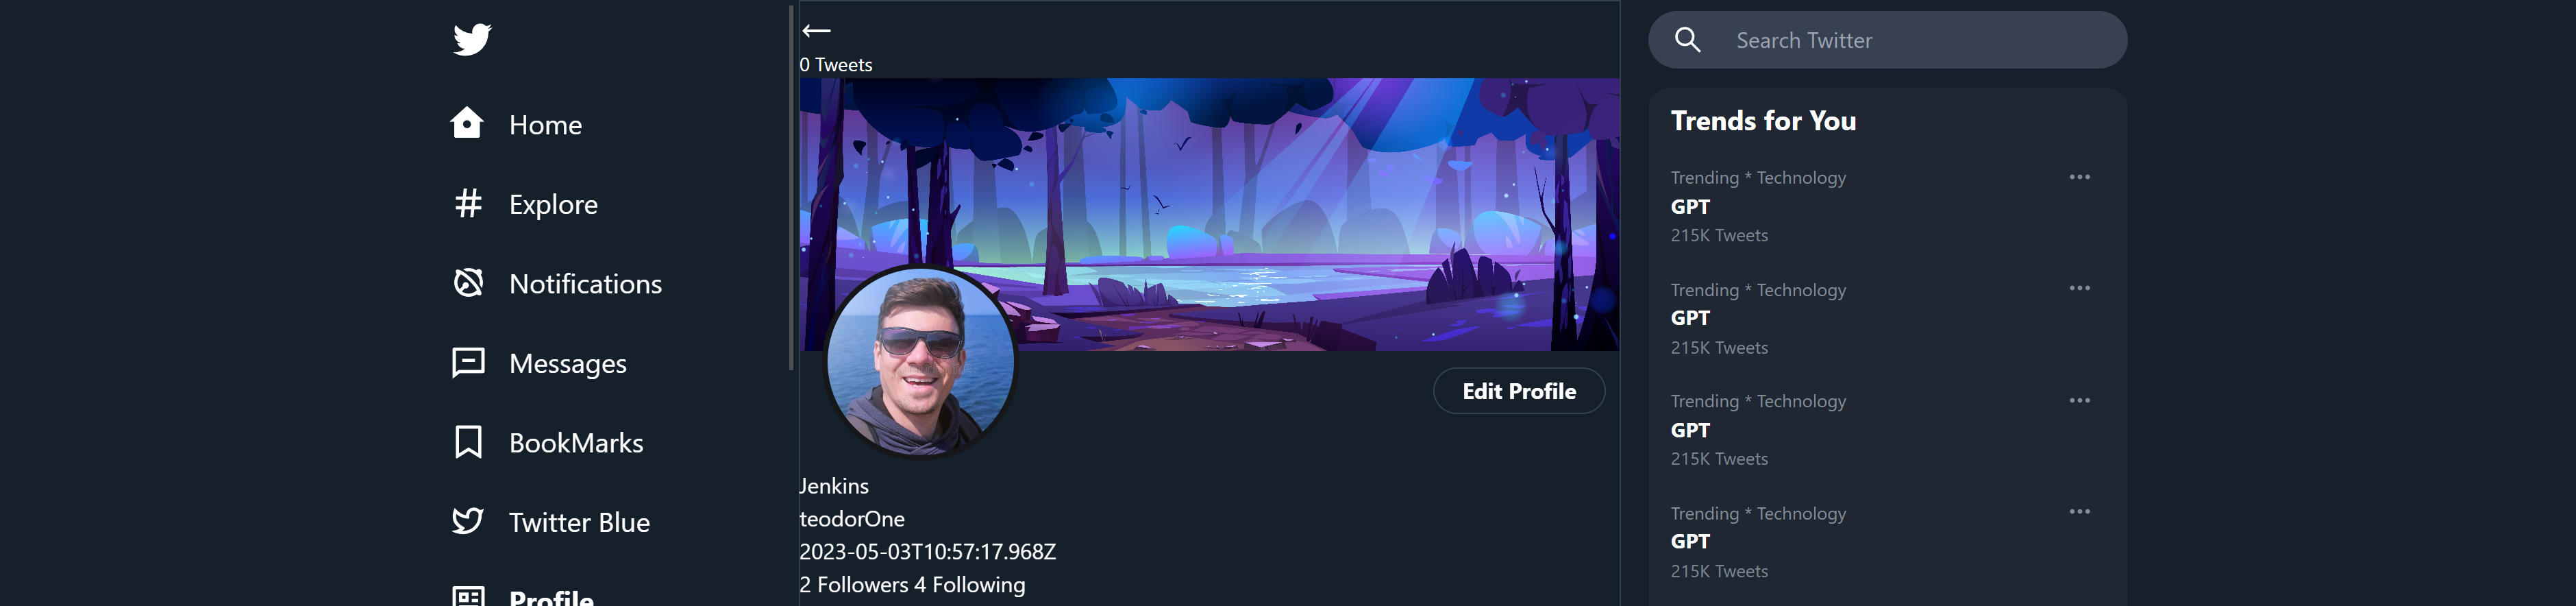 Home
Explore
Notifications
Messages
BookMarks
Twitter Blue
Profile
0 Tweets
Edit Profile
Jenkins
teodorOne
2023-05-03T10:57:17.968Z
2 Followers 4 Following
Search Twitter
Trends for You
Trending * Technology
GPT
215K Tweets
Trending * Technology
GPT
215K Tweets
Trending * Technology
GPT
215K Tweets
Trending * Technology
GPT
215K Tweets